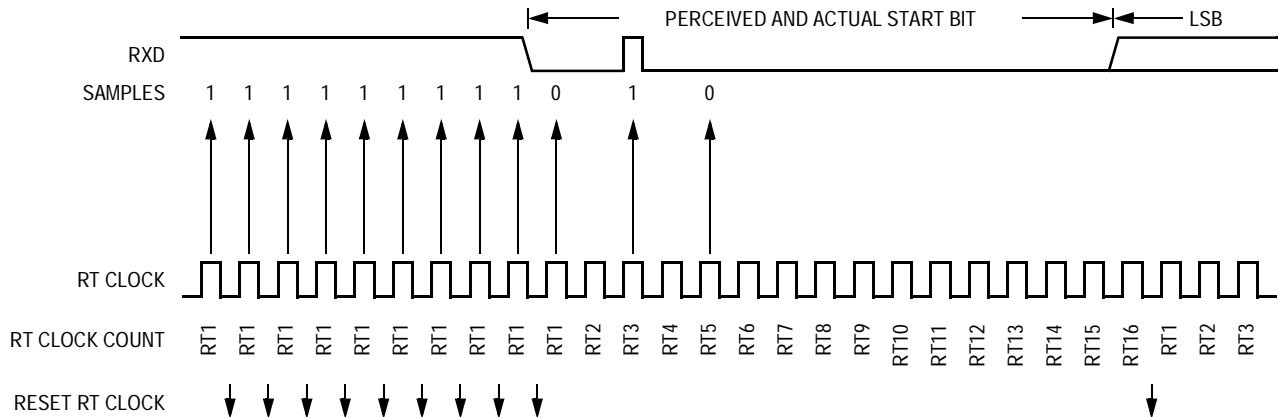 PERCEIVED AND ACTUAL START BIT LSB
RXD
SAMPLES 1 1 1 1 1 1 1 1 1 0 1 0
RT CLOCK
RT CLOCK COUNT RT1 RT1 RT1 RT1 RT1 RT1 RT1 RT1 RT1 RT1 RT2 RT3 RT4 RT5 RT6 RT7 RT8 RT9 RT10 RT11 RT12 RT13 RT14 RT15 RT16 RT1 RT2 RT3
RESET RT CLOCK